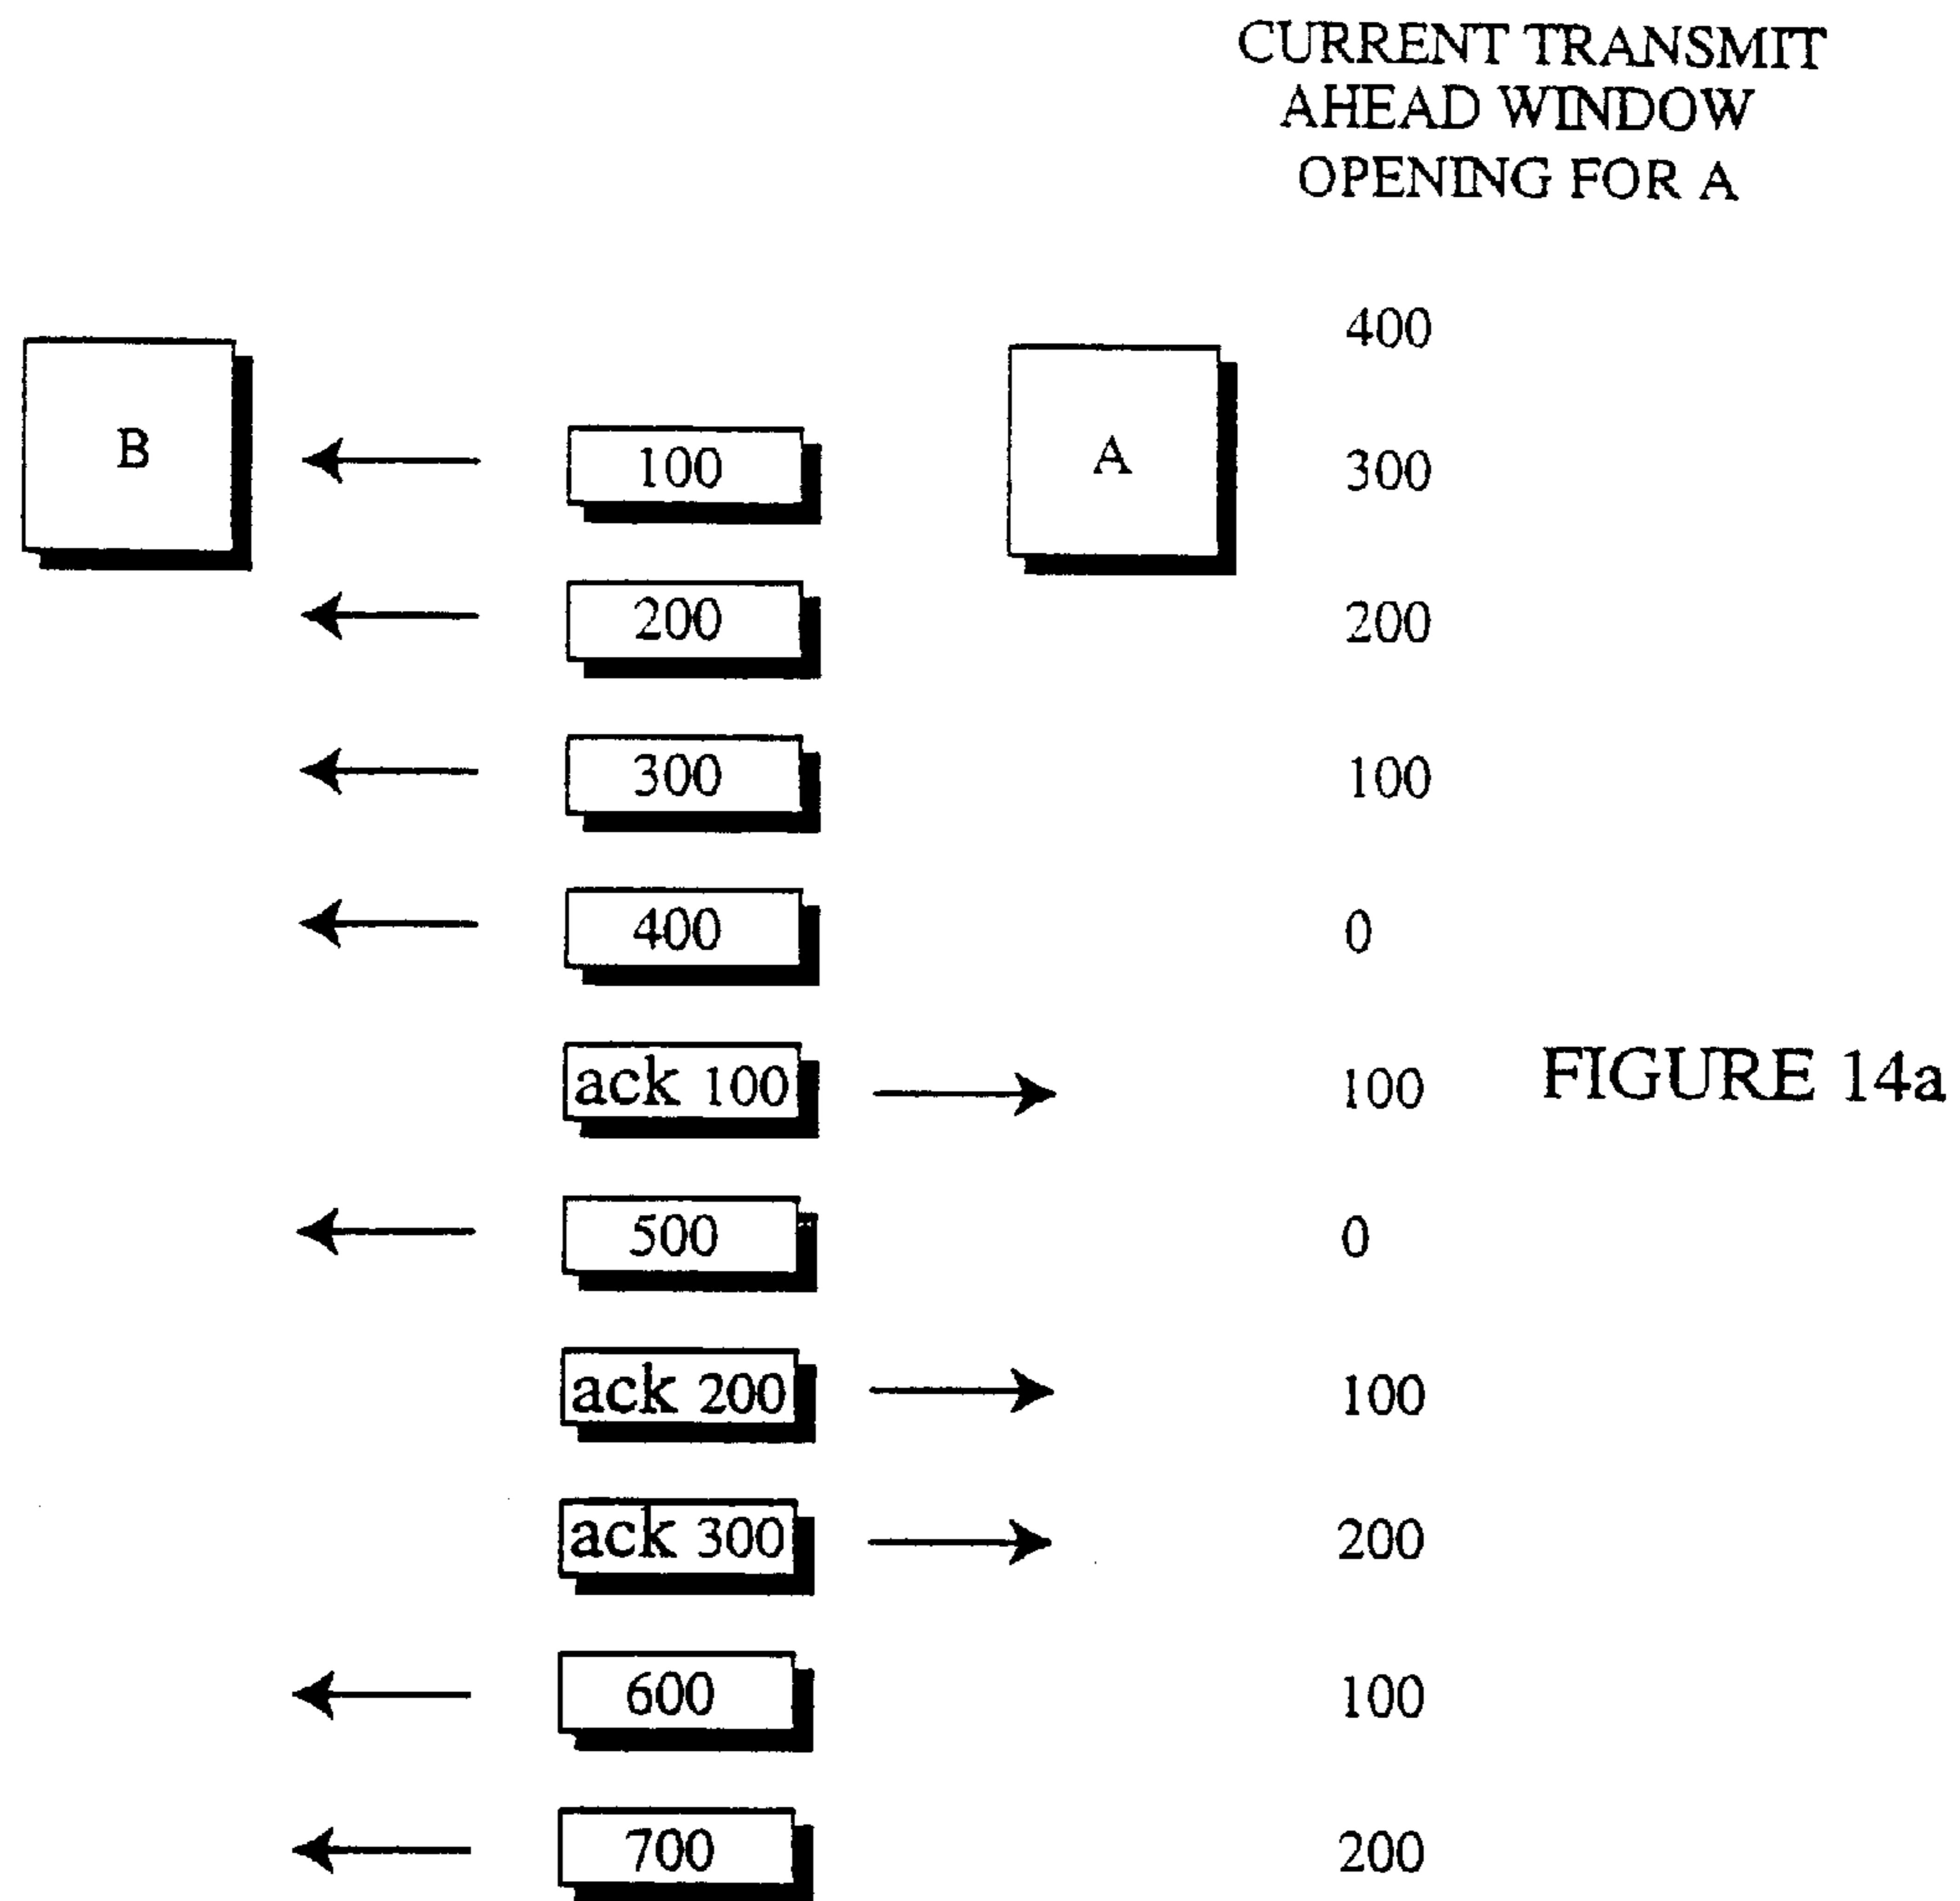 CURRENT TRANSMIT
AHEAD WINDOW
OPENING FOR A
400
B
100
A
300
200
200
300
100
400
0
ack 100
100
FIGURE 14a
500
0
ack 200
100
ack 300
200
600
100
700
200